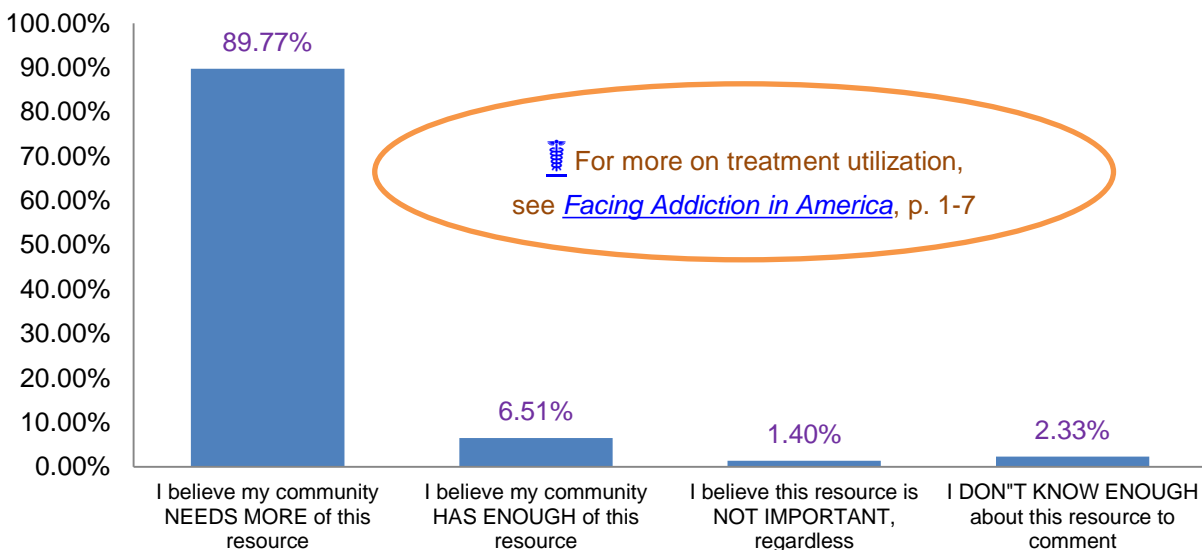 100.00%
90.00%
80.00%
70.00%
60.00%
50.00%
40.00%
30.00%
20.00%
10.00%
0.00%
89.77%
6.51%
1.40%
2.33%
For more on treatment utilization,
see Facing Addiction in America, p. 1-7
I believe my community
NEEDS MORE of this
resource
I believe my community
HAS ENOUGH of this
resource
I believe this resource is
NOT IMPORTANT,
regardless
I DON"T KNOW ENOUGH
about this resource to
comment